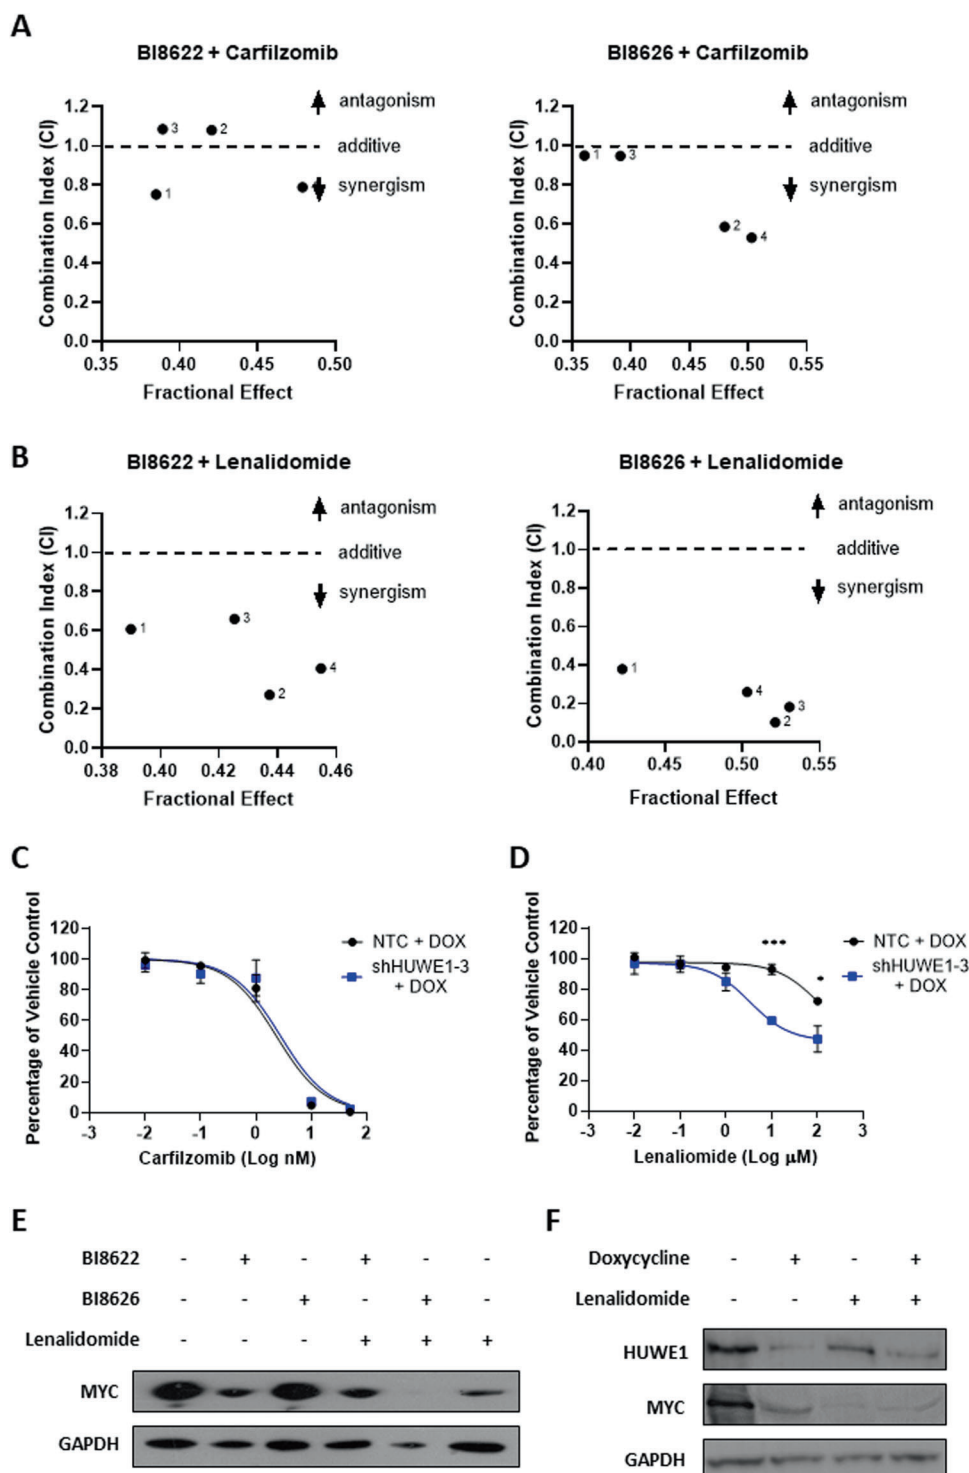 A
BI8622 + Carfilzomib
BI8626 + Carfilzomib
Combination Index (CI)
1.2
1.0
0.8
0.6
0.4
0.2
0.0
0.35 0.40 0.45 0.50
Fractional Effect
antagonism
additive
synergism
3
2
1
Combination Index (CI)
1.2
1.0
0.8
0.6
0.4
0.2
0.0
0.35 0.40 0.45 0.50 0.55
Fractional Effect
antagonism
additive
synergism
1
3
2
4
B
BI8622 + Lenalidomide
BI8626 + Lenalidomide
Combination Index (CI)
1.2
1.0
0.8
0.6
0.4
0.2
0.0
0.38 0.40 0.42 0.44 0.46
Fractional Effect
antagonism
additive
synergism
1
3
2
4
Combination Index (CI)
1.2
1.0
0.8
0.6
0.4
0.2
0.0
0.40 0.45 0.50 0.55
Fractional Effect
antagonism
additive
synergism
1
4
3
2
C
Percentage of Vehicle Control
120
100
80
60
40
20
0
-3 -2 -1 0 1 2
Carfilzomib (Log nM)
NTC + DOX
shHUWE1-3
+ DOX
D
Percentage of Vehicle Control
120
100
80
60
40
20
0
-3 -2 -1 0 1 2 3
Lenaliomide (Log µM)
***
*
NTC + DOX
shHUWE1-3
+ DOX
E
BI8622 - + - + - -
BI8626 - - + - + -
Lenalidomide - - - + + +
MYC
GAPDH
F
Doxycycline - + - +
Lenalidomide - - + +
HUWE1
MYC
GAPDH